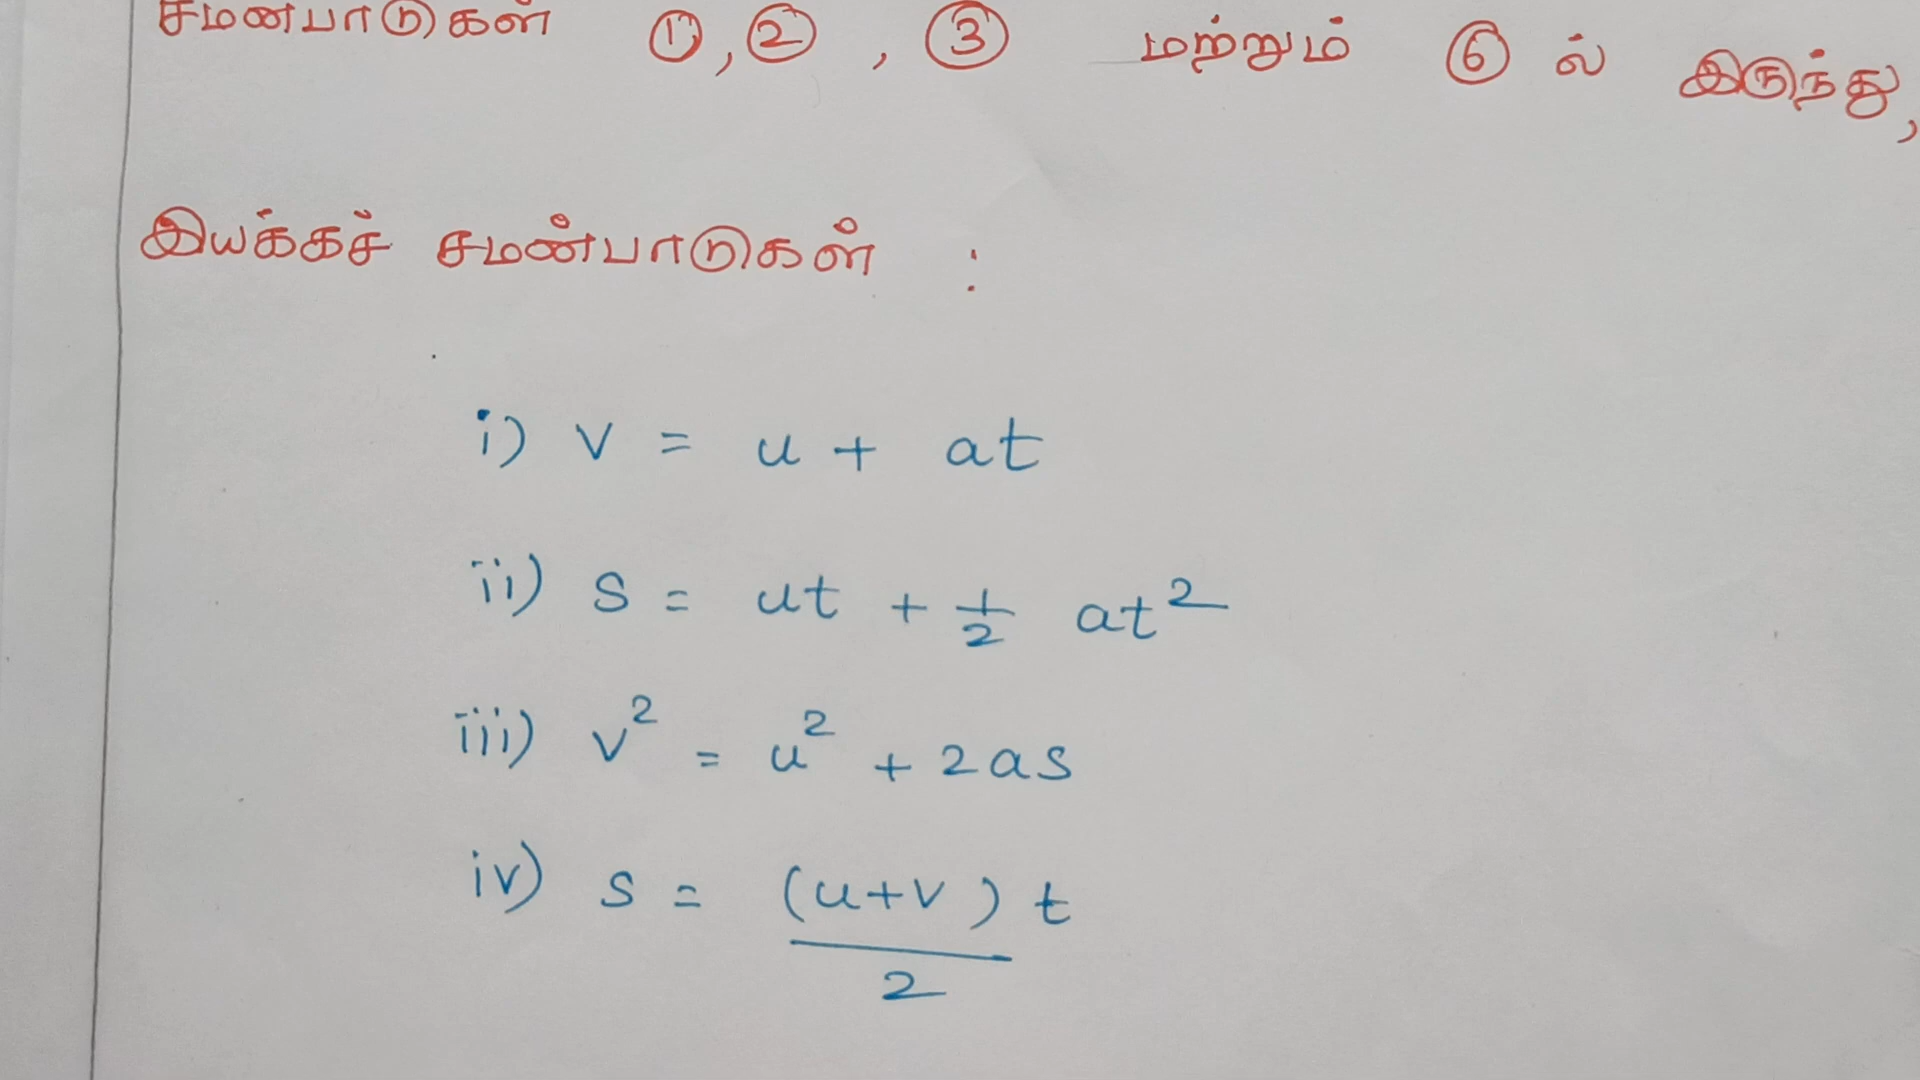 சமன்பாடுகள் ①, ② , ③ மற்றும் ⑥ ல் இருந்து,
இயக்கச் சமன்பாடுகள் :
i) v = u + at
ii) s = ut + 1/2 at²
iii) v² = u² + 2as
iv) s = (u+v) t
2